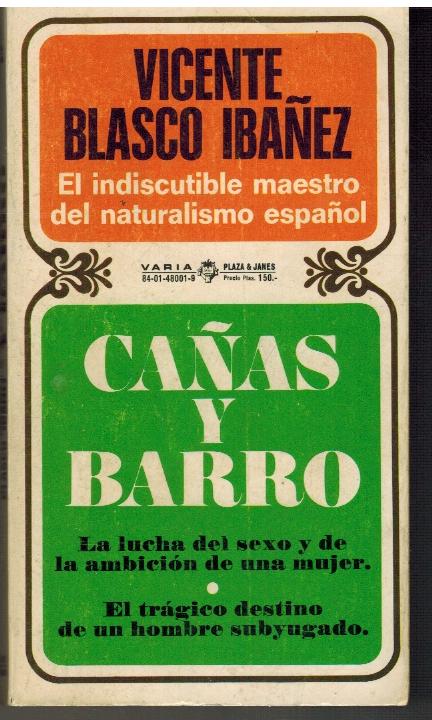 VICENTE
BLASCO IBAÑEZ
El indiscutible maestro
del naturalismo español
VARIA PLAZA & JANES
84-01-48001-9 Precio Ptas. 150.-
CAÑAS
Y
BARRO
La lucha del sexo y de
la ambición de una mujer.
El trágico destino
de un hombre subyugado.